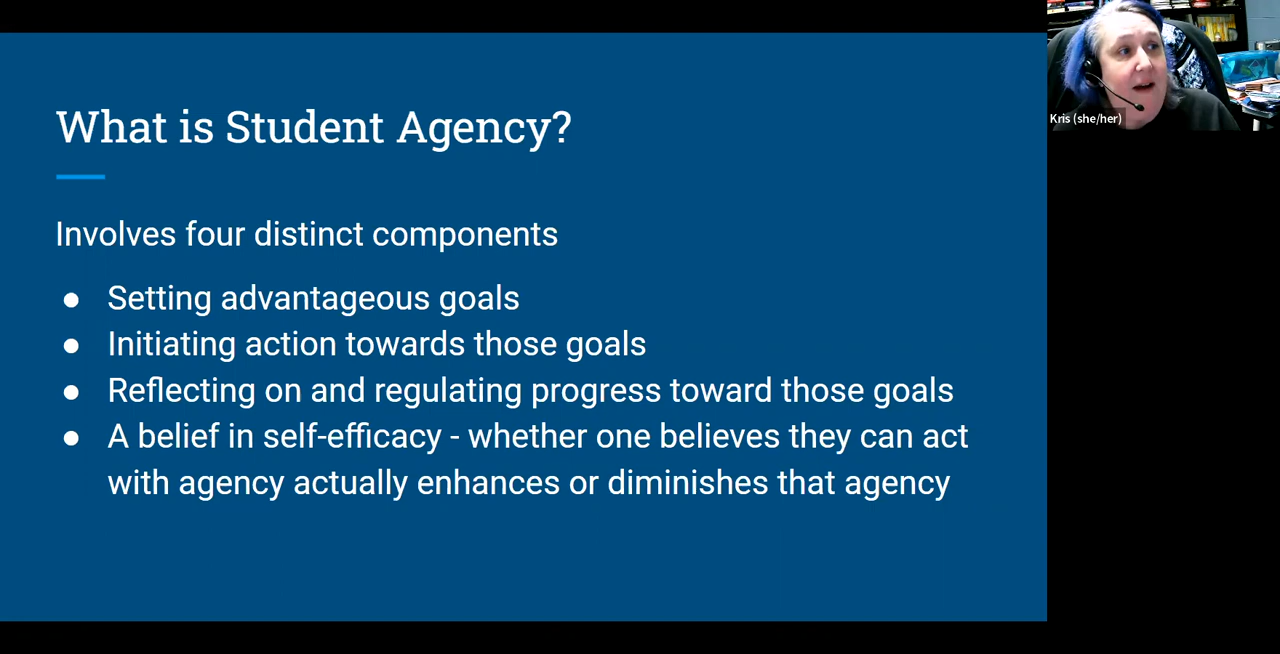 What is Student Agency?
Involves four distinct components
● Setting advantageous goals
● Initiating action towards those goals
● Reflecting on and regulating progress toward those goals
● A belief in self-efficacy - whether one believes they can act
with agency actually enhances or diminishes that agency
Kris (she/her)